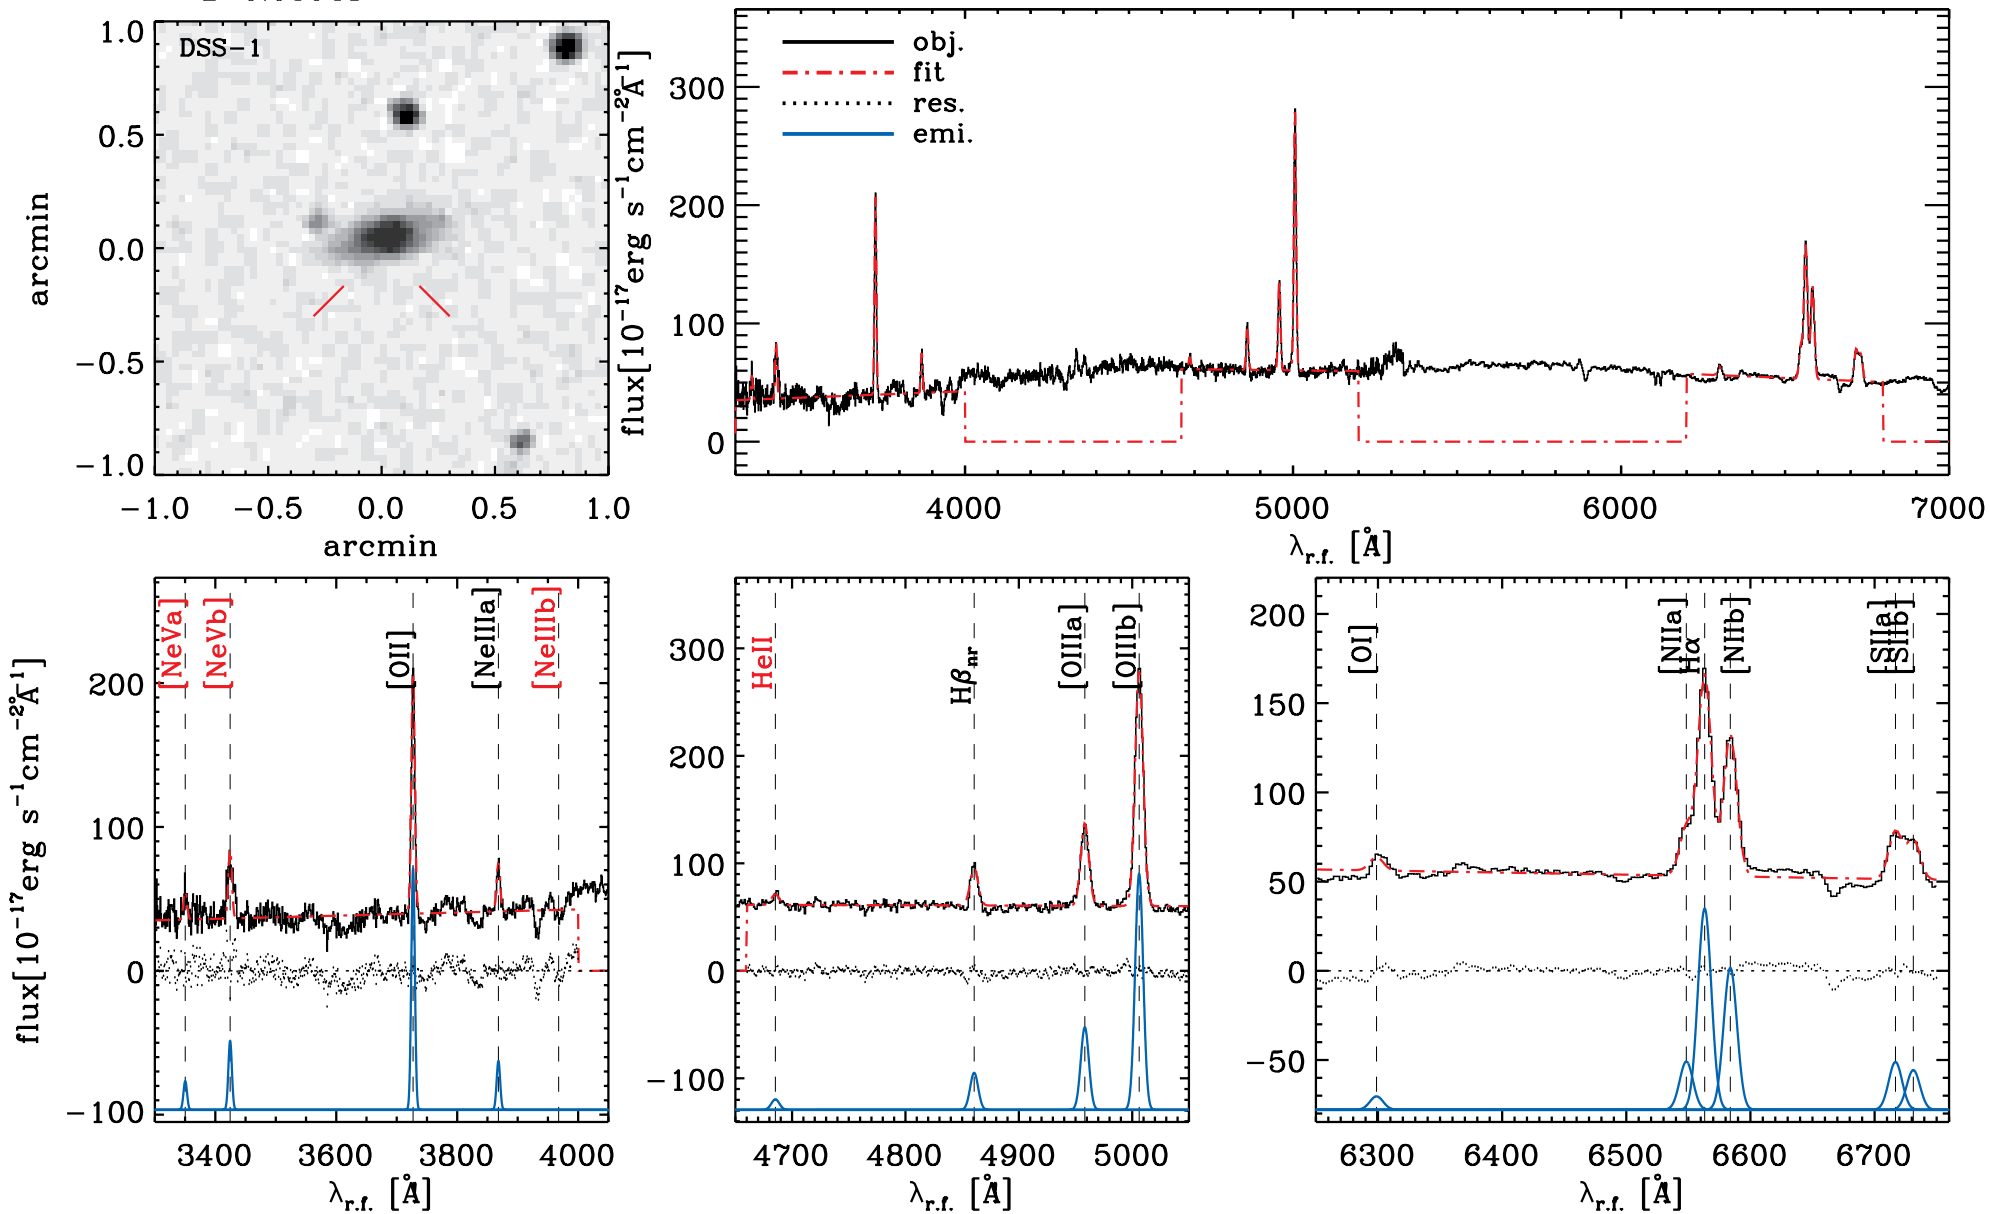 DSS-1
1.0
0.5
0.0
-0.5
-1.0
arcmin
-1.0 -0.5 0.0 0.5 1.0
arcmin
obj.
fit
res.
emi.
300
200
100
0
flux[10⁻¹⁷erg s⁻¹cm⁻²Å⁻¹]
4000 5000 6000 7000
λr.f. [Å]
[NeVa] [NeVb] [OII] [NeIIIa] [NeIIIb]
200
100
0
-100
flux[10⁻¹⁷erg s⁻¹cm⁻²Å⁻¹]
3400 3600 3800 4000
λr.f. [Å]
HeII Hβnr [OIIIa] [OIIIb]
300
200
100
0
-100
4700 4800 4900 5000
λr.f. [Å]
[OI] [NIIa] Hα [NIIb] [SIIa] [SIIb]
200
150
100
50
0
-50
6300 6400 6500 6600 6700
λr.f. [Å]